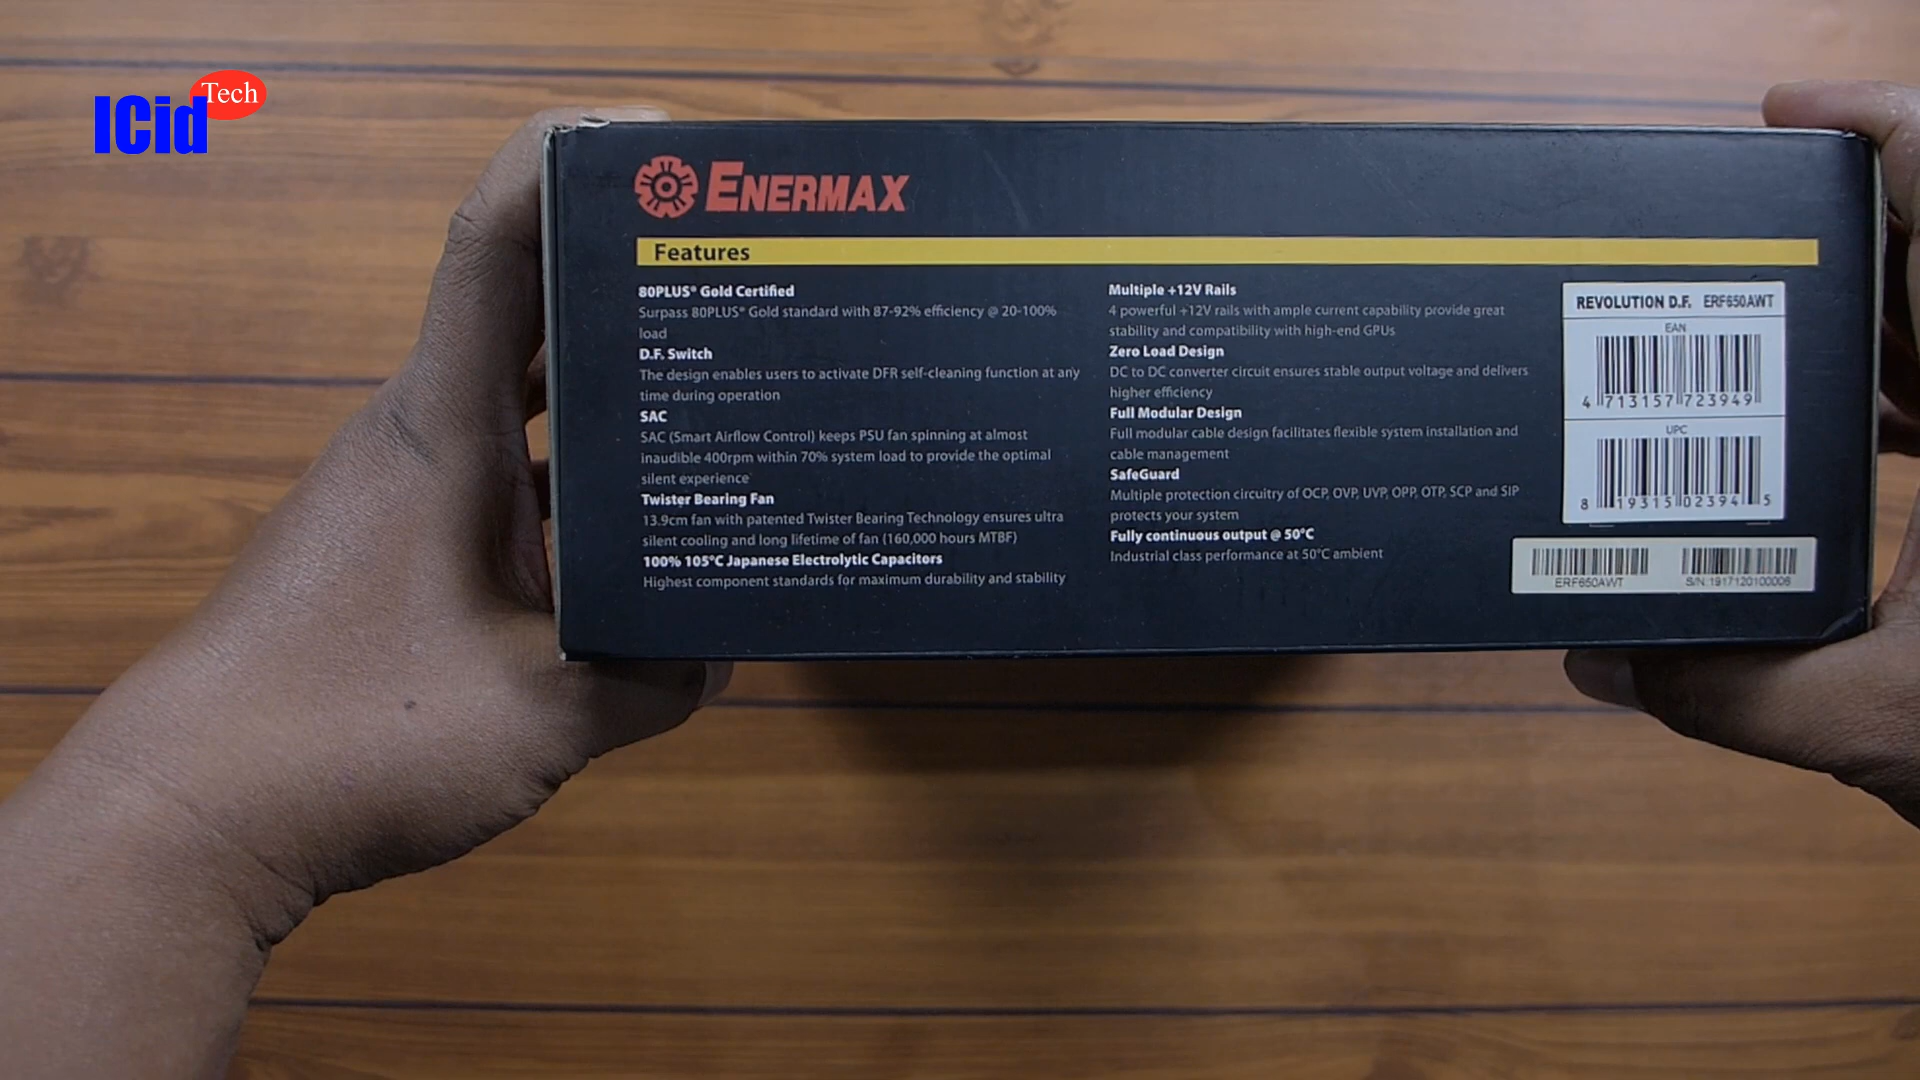 ICid Tech
ENERMAX
Features
80PLUS® Gold Certified
Surpass 80PLUS® Gold standard with 87-92% efficiency @ 20-100%
load
D.F. Switch
The design enables users to activate DFR self-cleaning function at any
time during operation
SAC
SAC (Smart Airflow Control) keeps PSU fan spinning at almost
inaudible 400rpm within 70% system load to provide the optimal
silent experience
Twister Bearing Fan
13.9cm fan with patented Twister Bearing Technology ensures ultra
silent cooling and long lifetime of fan (160,000 hours MTBF)
100% 105°C Japanese Electrolytic Capacitors
Highest component standards for maximum durability and stability
Multiple +12V Rails
4 powerful +12V rails with ample current capability provide great
stability and compatibility with high-end GPUs
Zero Load Design
DC to DC converter circuit ensures stable output voltage and delivers
higher efficiency
Full Modular Design
Full modular cable design facilitates flexible system installation and
cable management
SafeGuard
Multiple protection circuitry of OCP, OVP, UVP, OPP, OTP, SCP and SIP
protects your system
Fully continuous output @ 50°C
Industrial class performance at 50°C ambient
REVOLUTION D.F. ERF650AWT
EAN
4 713157 723949
UPC
8 19315 02394 5
ERF650AWT
S/N:1917120100006